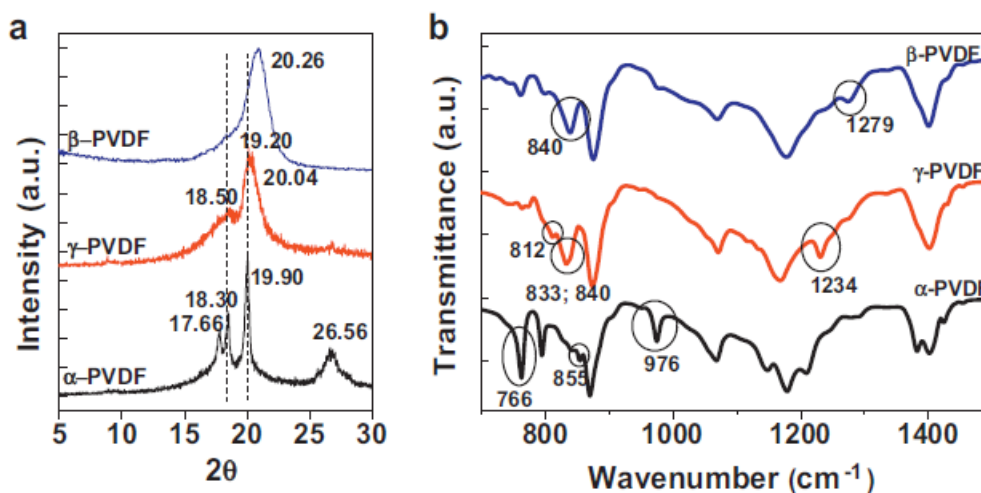 a
20.26
β–PVDF
19.20
20.04
18.50
γ–PVDF
19.90
18.30
17.66
26.56
α–PVDF
5
10
15
20
25
30
2θ
Intensity (a.u.)
b
β-PVDF
840
1279
γ-PVDF
812
833; 840
1234
α-PVDF
766
855
976
800
1000
1200
1400
Wavenumber (cm⁻¹)
Transmittance (a.u.)